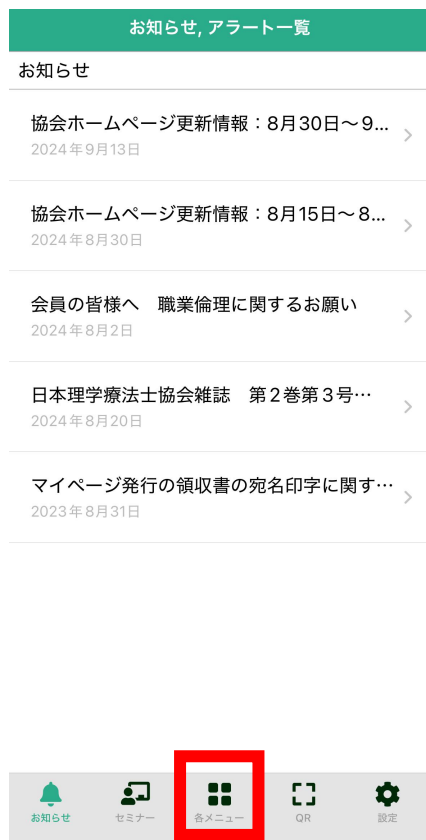 お知らせ, アラート一覧
お知らせ
協会ホームページ更新情報：8月30日～9...
2024年9月13日
協会ホームページ更新情報：8月15日～8...
2024年8月30日
会員の皆様へ　職業倫理に関するお願い
2024年8月2日
日本理学療法士協会雑誌　第２巻第３号…
2024年8月20日
マイページ発行の領収書の宛名印字に関す…
2023年8月31日
お知らせ　セミナー　各メニュー　QR　設定